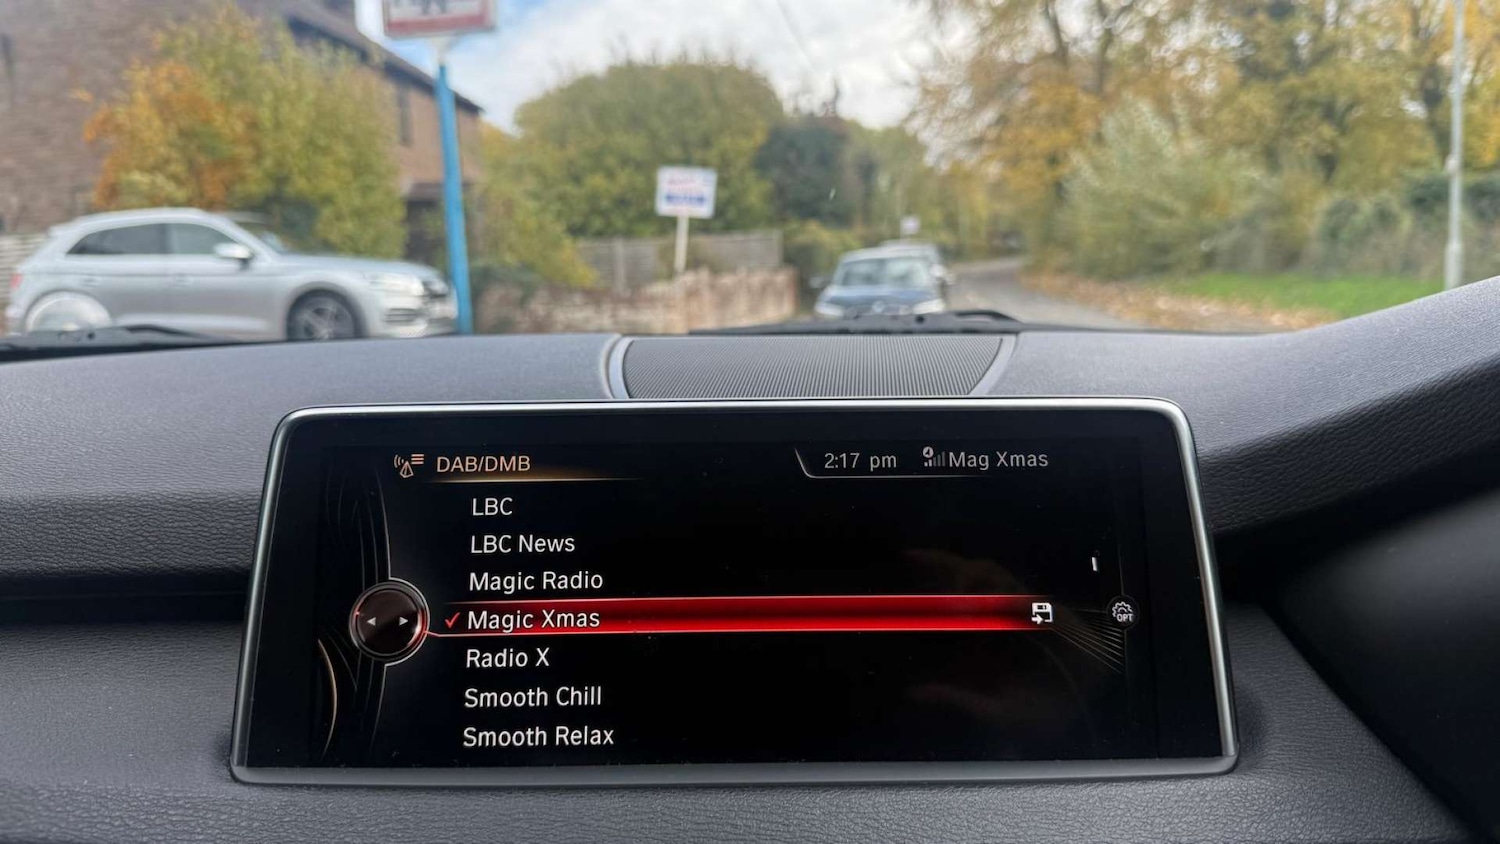 DAB/DMB
2:17 pm
Mag Xmas
LBC
LBC News
Magic Radio
Magic Xmas
OPT
Radio X
Smooth Chill
Smooth Relax